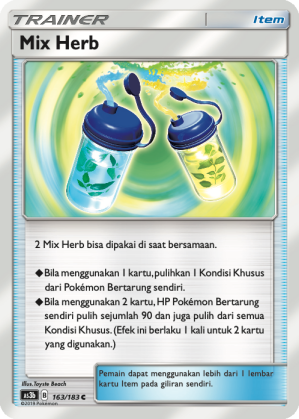 TRAINER
Item
Mix Herb
2 Mix Herb bisa dipakai di saat bersamaan.
◆Bila menggunakan 1 kartu,pulihkan 1 Kondisi Khusus
dari Pokémon Bertarung sendiri.
◆Bila menggunakan 2 kartu, HP Pokémon Bertarung
sendiri pulih sejumlah 90 dan juga pulih dari semua
Kondisi Khusus. (Efek ini berlaku 1 kali untuk 2 kartu
yang digunakan.)
Pemain dapat menggunakan lebih dari 1 lembar
kartu Item pada giliran sendiri.
Illus.Toyste Beach
AS3b D 163/183 C
©2019 Pokémon